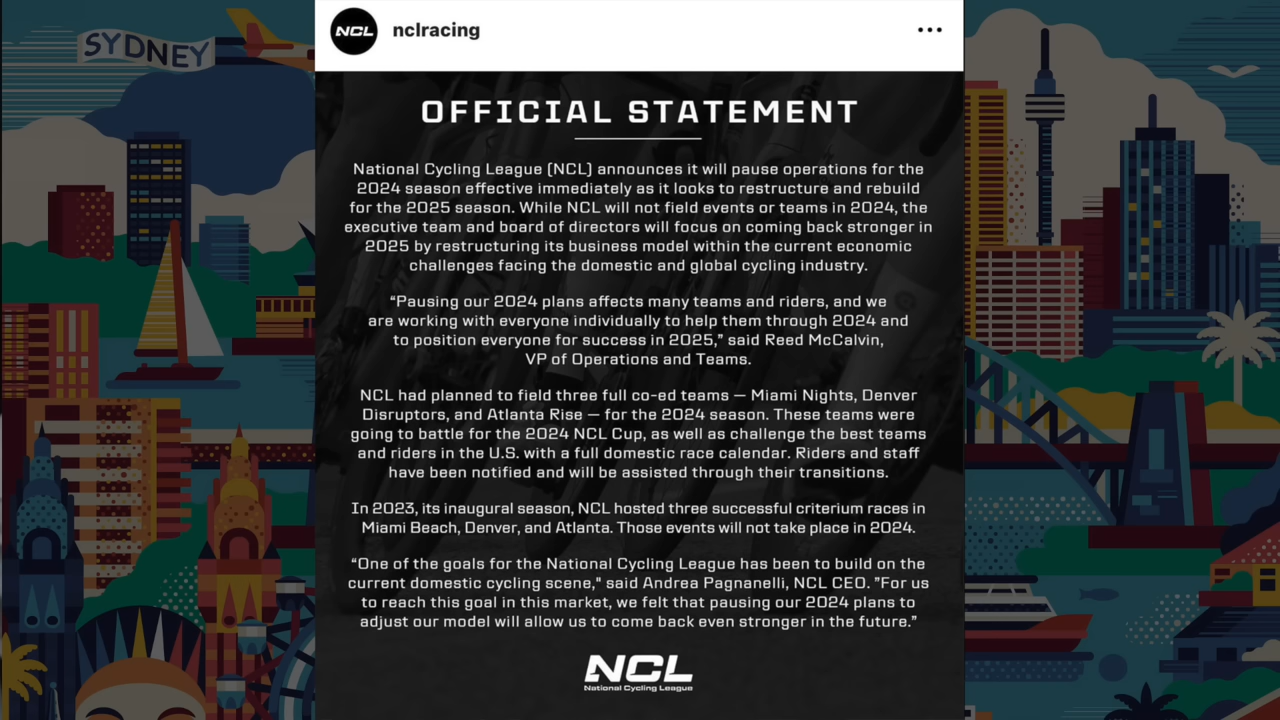 SYDNEY
NCL
nclracing
OFFICIAL STATEMENT
National Cycling League (NCL) announces it will pause operations for the
2024 season effective immediately as it looks to restructure and rebuild
for the 2025 season. While NCL will not field events or teams in 2024, the
executive team and board of directors will focus on coming back stronger in
2025 by restructuring its business model within the current economic
challenges facing the domestic and global cycling industry.
“Pausing our 2024 plans affects many teams and riders, and we
are working with everyone individually to help them through 2024 and
to position everyone for success in 2025,” said Reed McCalvin,
VP of Operations and Teams.
NCL had planned to field three full co-ed teams — Miami Nights, Denver
Disruptors, and Atlanta Rise — for the 2024 season. These teams were
going to battle for the 2024 NCL Cup, as well as challenge the best teams
and riders in the U.S. with a full domestic race calendar. Riders and staff
have been notified and will be assisted through their transitions.
In 2023, its inaugural season, NCL hosted three successful criterium races in
Miami Beach, Denver, and Atlanta. Those events will not take place in 2024.
“One of the goals for the National Cycling League has been to build on the
current domestic cycling scene," said Andrea Pagnanelli, NCL CEO. ”For us
to reach this goal in this market, we felt that pausing our 2024 plans to
adjust our model will allow us to come back even stronger in the future.”
NCL
National Cycling League